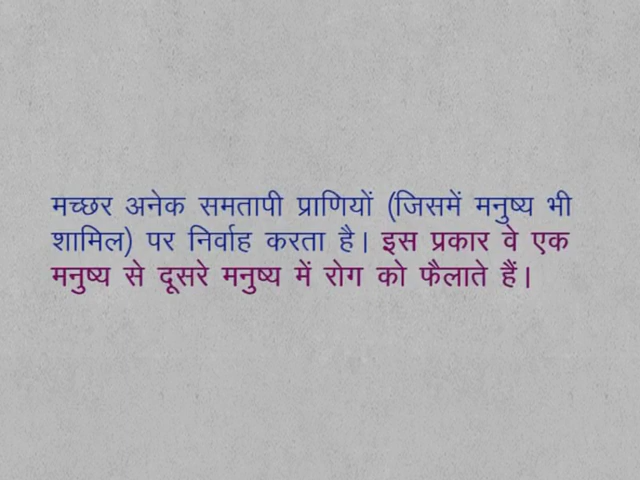 मच्छर अनेक समतापी प्राणियों (जिसमें मनुष्य भी
शामिल) पर निर्वाह करता है। इस प्रकार वे एक
मनुष्य से दूसरे मनुष्य में रोग को फैलाते हैं।